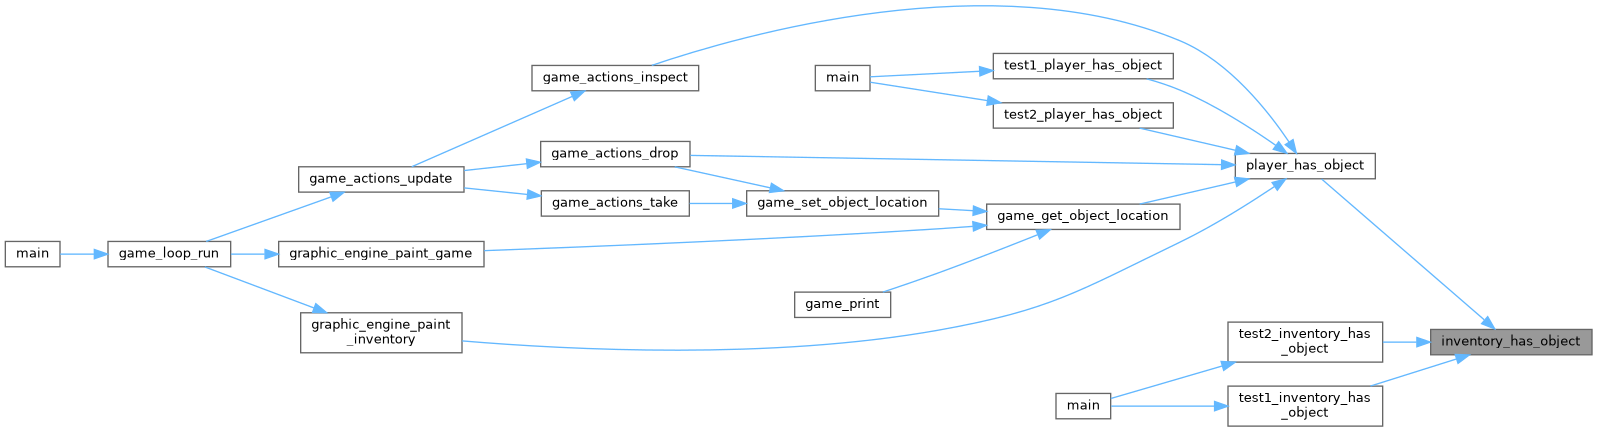 game_actions_inspect
main
test1_player_has_object
test2_player_has_object
game_actions_drop
player_has_object
game_actions_update
game_actions_take
game_set_object_location
game_get_object_location
main
game_loop_run
graphic_engine_paint_game
game_print
graphic_engine_paint
_inventory
test2_inventory_has
_object
inventory_has_object
main
test1_inventory_has
_object